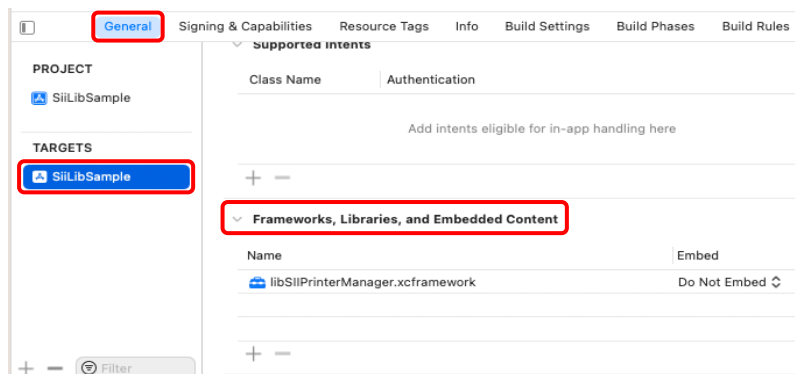 General Signing & Capabilities Resource Tags Info Build Settings Build Phases Build Rules
PROJECT
SiiLibSample
TARGETS
SiiLibSample
Filter
Supported Intents
Class Name Authentication
Add intents eligible for in-app handling here
Frameworks, Libraries, and Embedded Content
Name Embed
libSIIPrinterManager.xcframework Do Not Embed